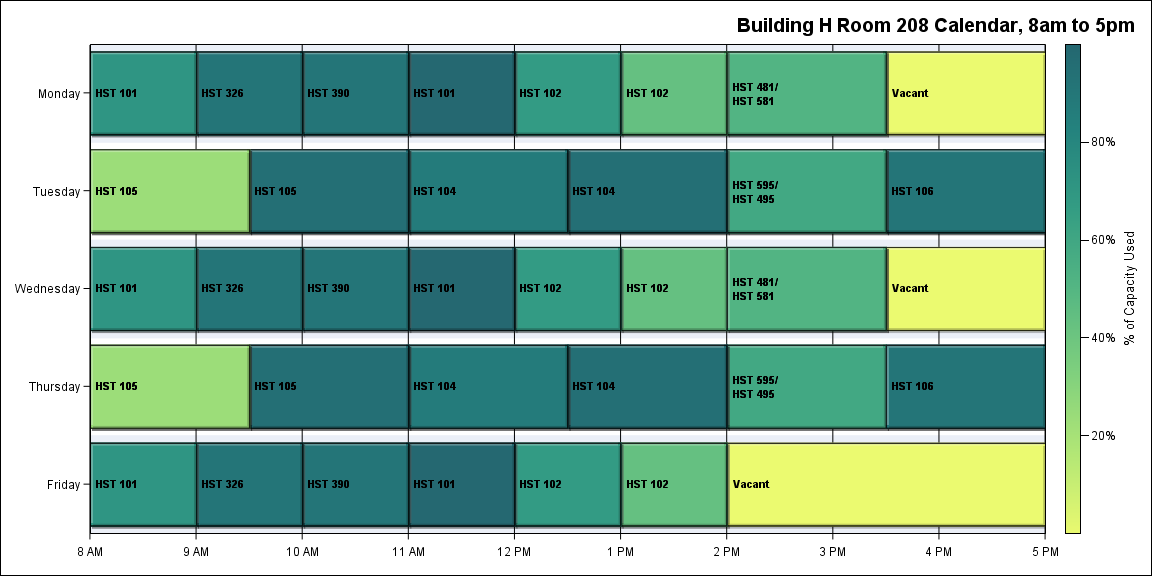 Building H Room 208 Calendar, 8am to 5pm
Monday
HST 101
HST 326
HST 390
HST 101
HST 102
HST 102
HST 481/
HST 581
Vacant
Tuesday
HST 105
HST 105
HST 104
HST 104
HST 595/
HST 495
HST 106
Wednesday
HST 101
HST 326
HST 390
HST 101
HST 102
HST 102
HST 481/
HST 581
Vacant
Thursday
HST 105
HST 105
HST 104
HST 104
HST 595/
HST 495
HST 106
Friday
HST 101
HST 326
HST 390
HST 101
HST 102
HST 102
Vacant
8 AM
9 AM
10 AM
11 AM
12 PM
1 PM
2 PM
3 PM
4 PM
5 PM
80%
60%
40%
20%
% of Capacity Used